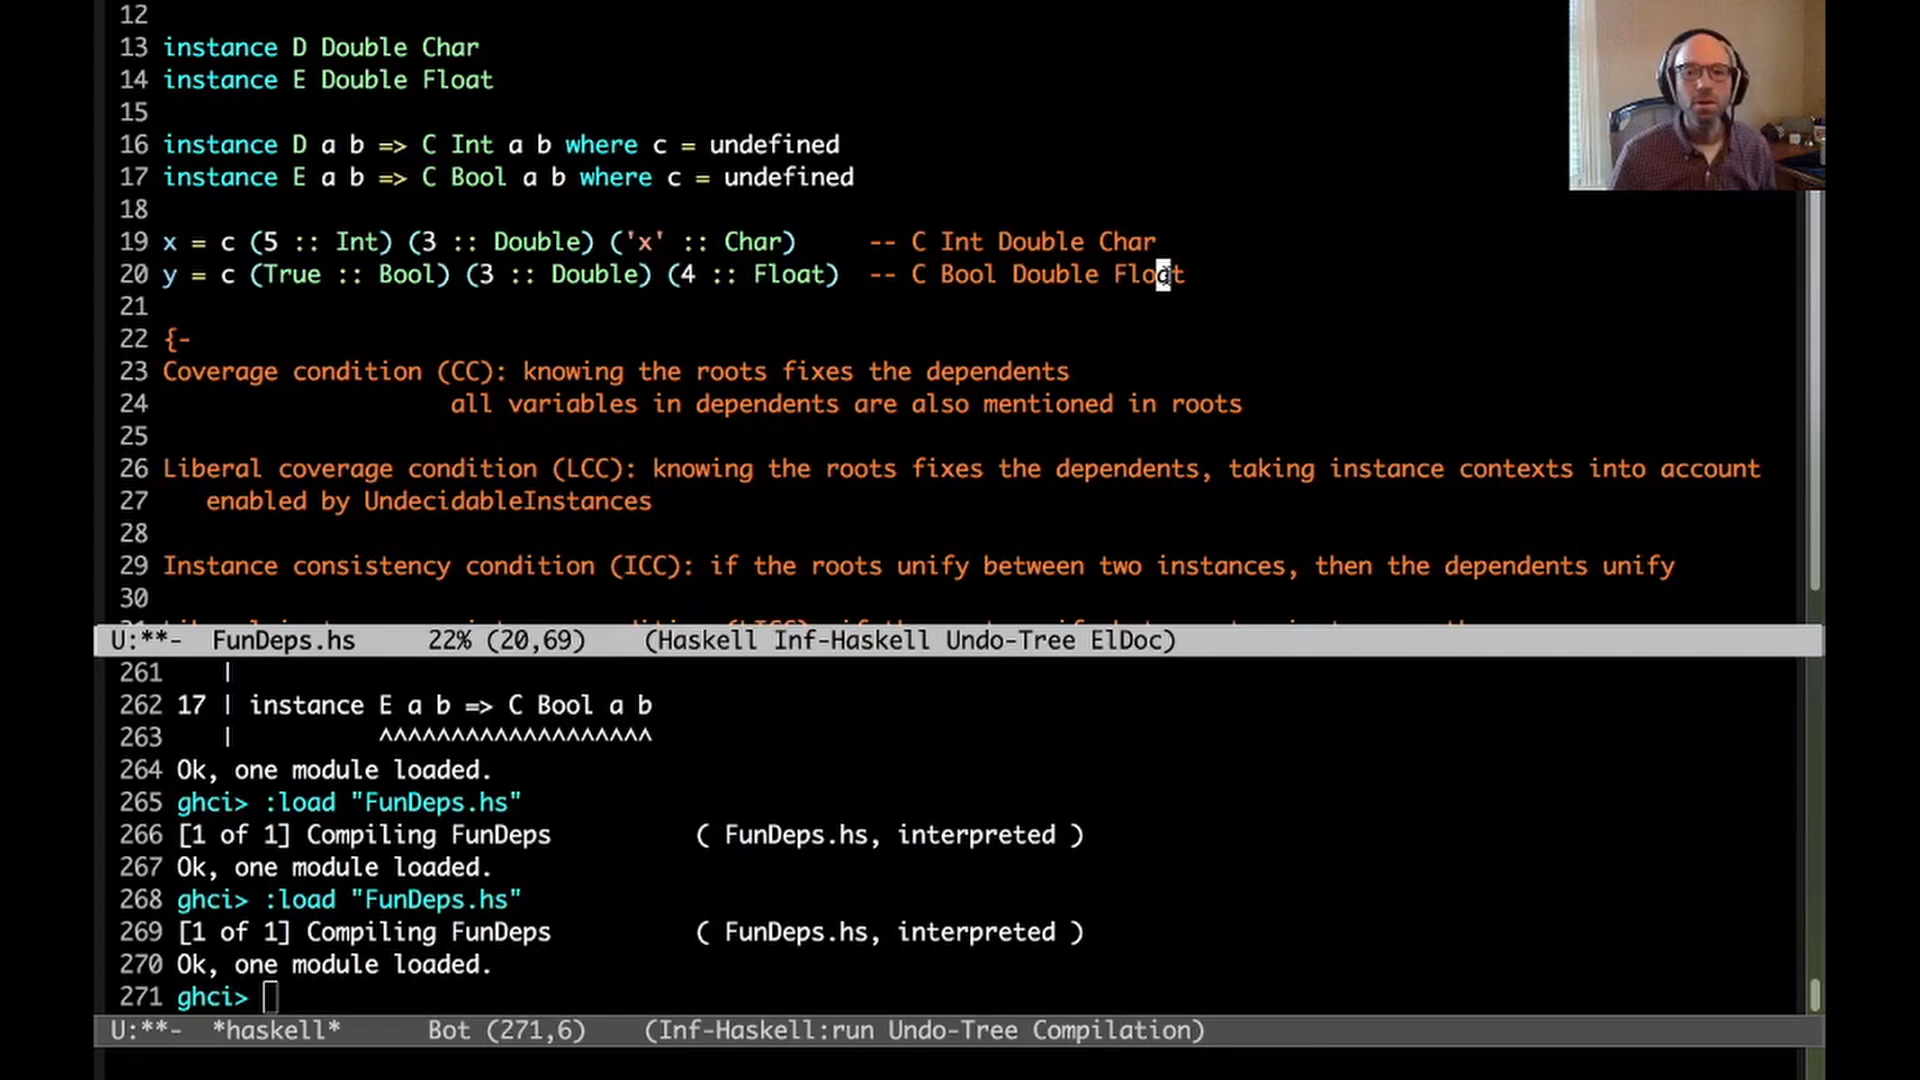 12
13 instance D Double Char
14 instance E Double Float
15
16 instance D a b => C Int a b where c = undefined
17 instance E a b => C Bool a b where c = undefined
18
19 x = c (5 :: Int) (3 :: Double) ('x' :: Char)     -- C Int Double Char
20 y = c (True :: Bool) (3 :: Double) (4 :: Float)  -- C Bool Double Float
21
22 {-
23 Coverage condition (CC): knowing the roots fixes the dependents
24                     all variables in dependents are also mentioned in roots
25
26 Liberal coverage condition (LCC): knowing the roots fixes the dependents, taking instance contexts into account
27    enabled by UndecidableInstances
28
29 Instance consistency condition (ICC): if the roots unify between two instances, then the dependents unify
30
U:**-  FunDeps.hs     22% (20,69)    (Haskell Inf-Haskell Undo-Tree ElDoc)
261    |
262 17 | instance E a b => C Bool a b
263    |          ^^^^^^^^^^^^^^^^^^^
264 Ok, one module loaded.
265 ghci> :load "FunDeps.hs"
266 [1 of 1] Compiling FunDeps          ( FunDeps.hs, interpreted )
267 Ok, one module loaded.
268 ghci> :load "FunDeps.hs"
269 [1 of 1] Compiling FunDeps          ( FunDeps.hs, interpreted )
270 Ok, one module loaded.
271 ghci>
U:**-  *haskell*      Bot (271,6)    (Inf-Haskell:run Undo-Tree Compilation)